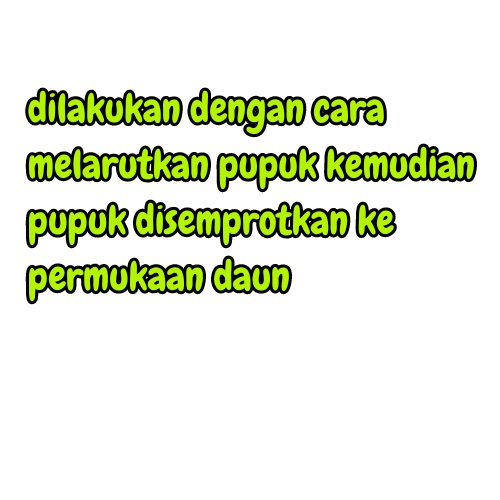 dilakukan dengan cara
melarutkan pupuk kemudian
pupuk disemprotkan ke
permukaan daun